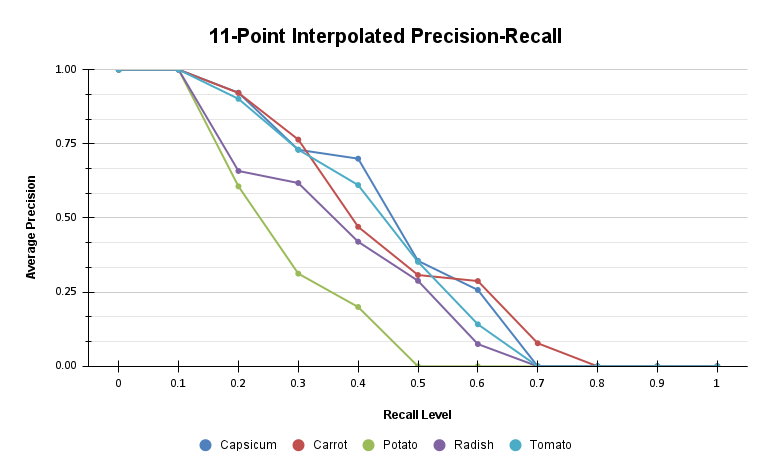 11-Point Interpolated Precision-Recall
1.00
0.75
0.50
0.25
0.00
Average Precision
0 0.1 0.2 0.3 0.4 0.5 0.6 0.7 0.8 0.9 1
Recall Level
Capsicum Carrot Potato Radish Tomato